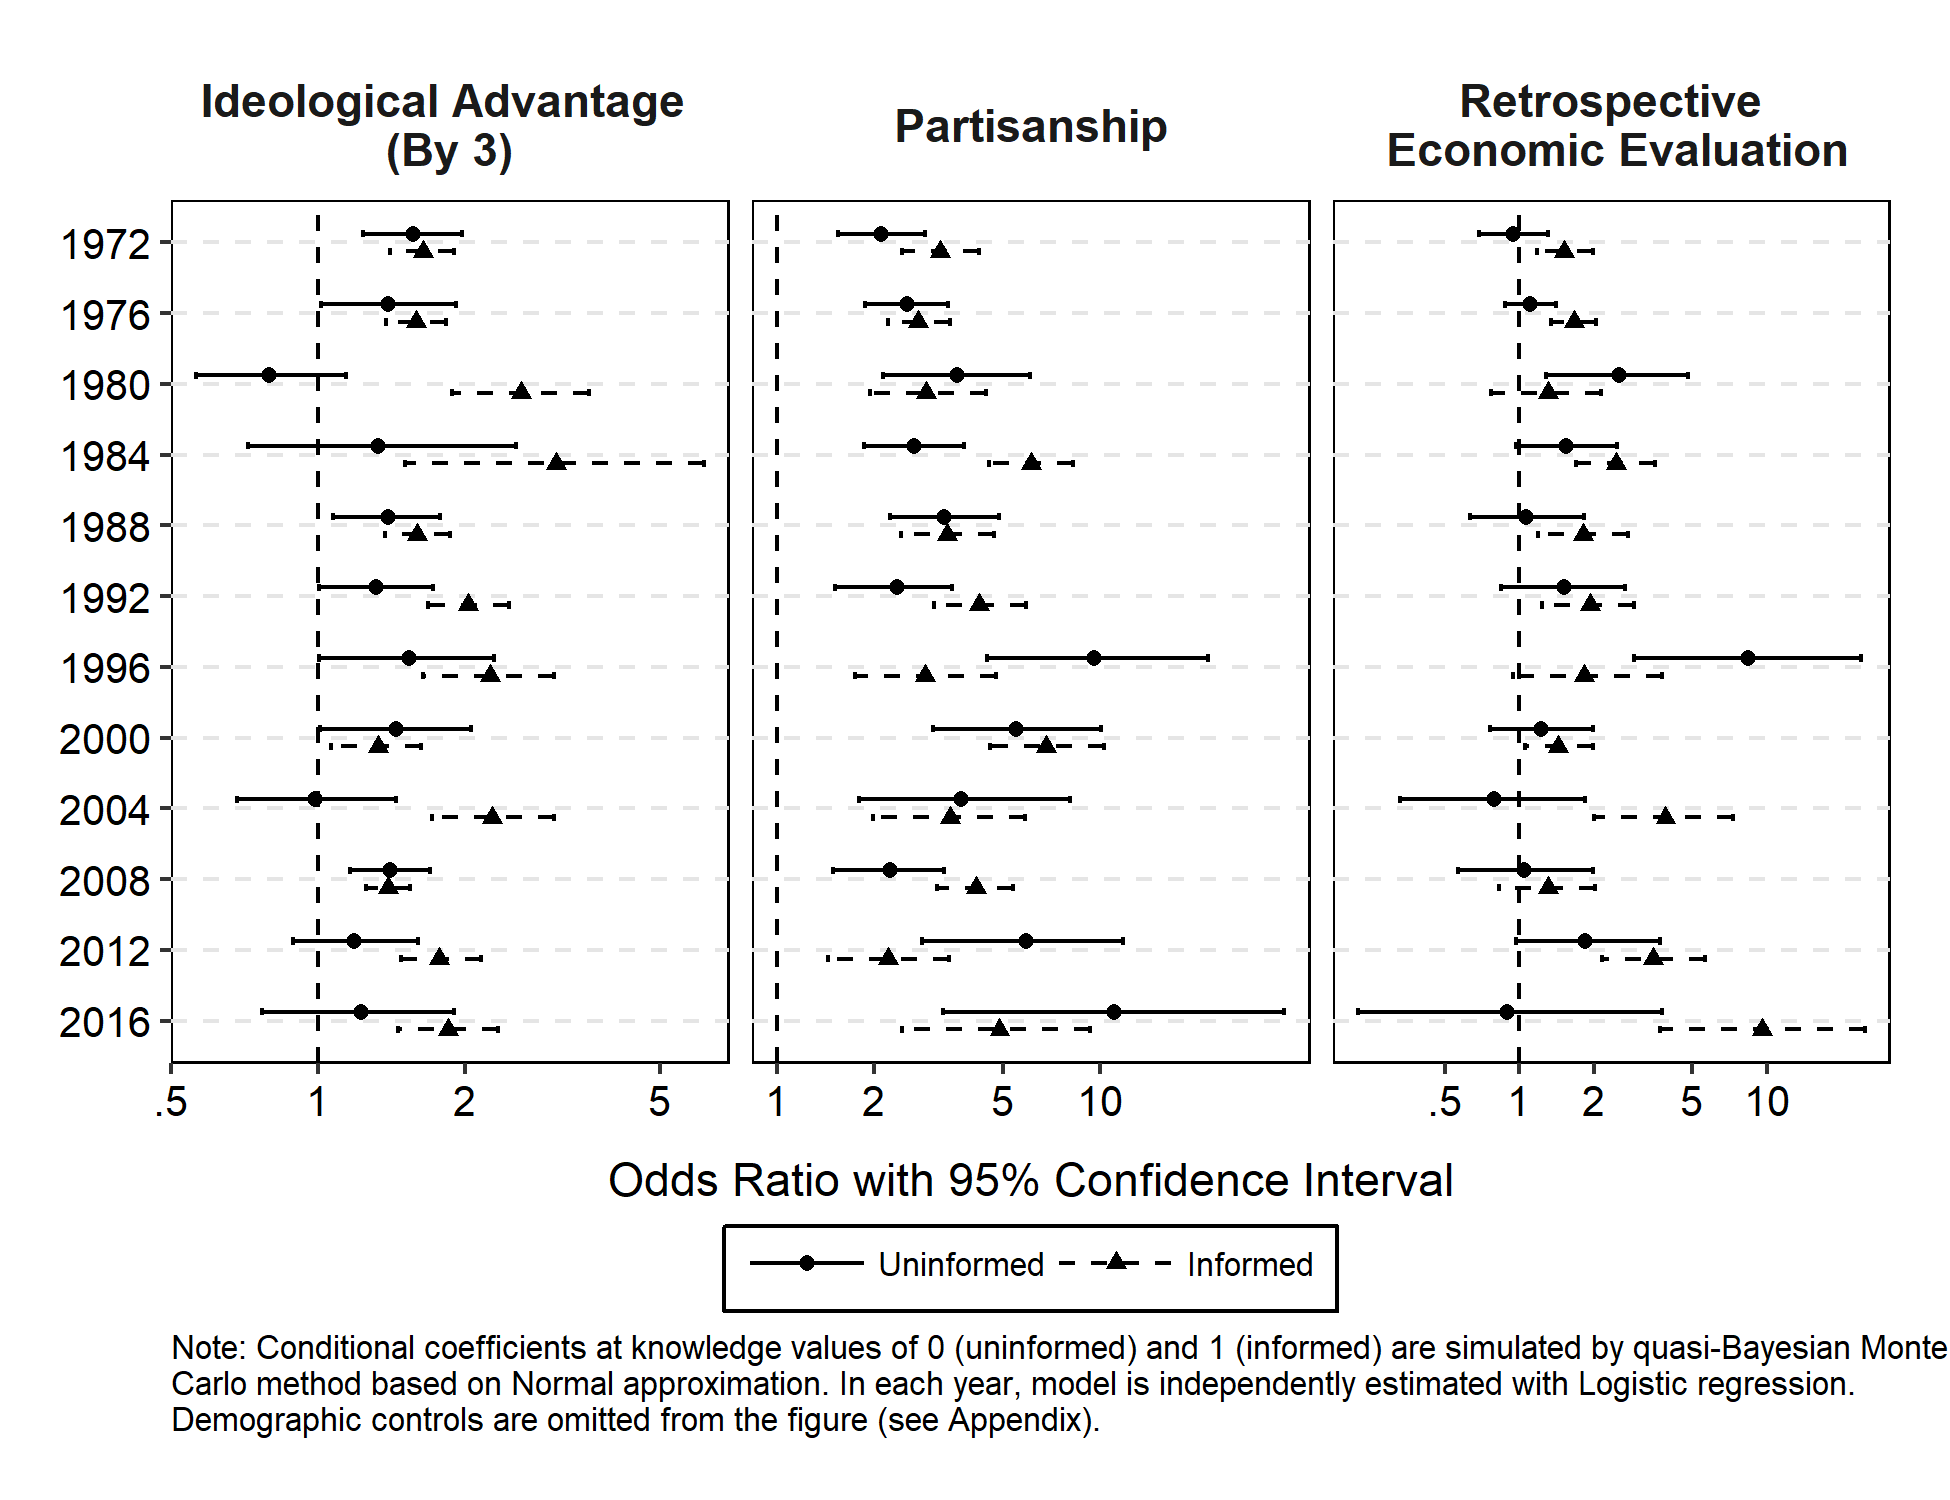 Ideological Advantage
(By 3)
Partisanship
Retrospective
Economic Evaluation
1972
1976
1980
1984
1988
1992
1996
2000
2004
2008
2012
2016
.5 1 2 5
1 2 5 10
.5 1 2 5 10
Odds Ratio with 95% Confidence Interval
Uninformed Informed
Note: Conditional coefficients at knowledge values of 0 (uninformed) and 1 (informed) are simulated by quasi-Bayesian Monte
Carlo method based on Normal approximation. In each year, model is independently estimated with Logistic regression.
Demographic controls are omitted from the figure (see Appendix).